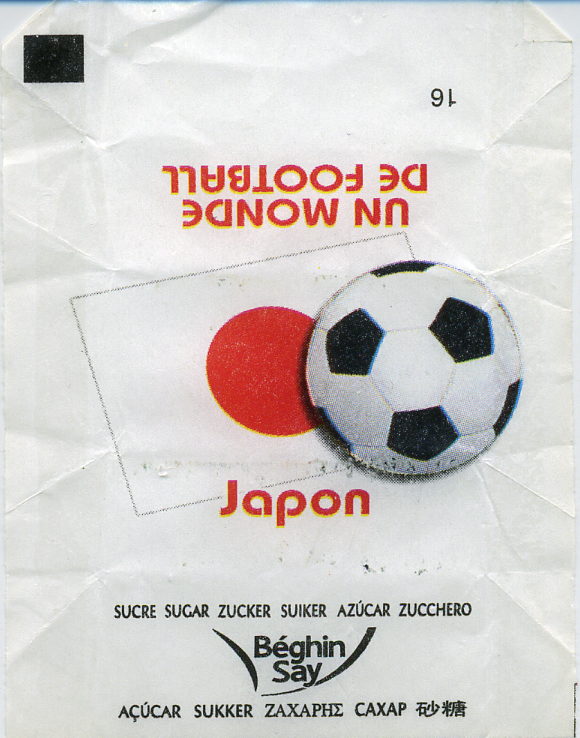 16
UN MONDE
DE FOOTBALL
Japon
SUCRE SUGAR ZUCKER SUIKER AZÚCAR ZUCCHERO
Béghin
Say
AÇÚCAR SUKKER ΖΑΧΑΡΗΣ САХАР 砂糖